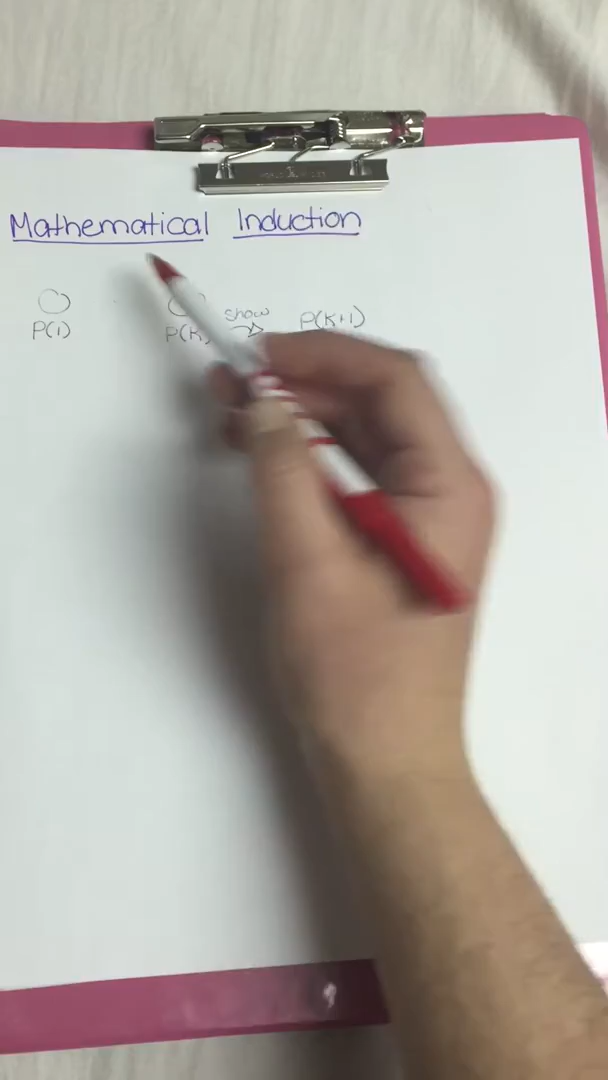 Mathematical Induction
show
P(1) P(K) P(K+1)